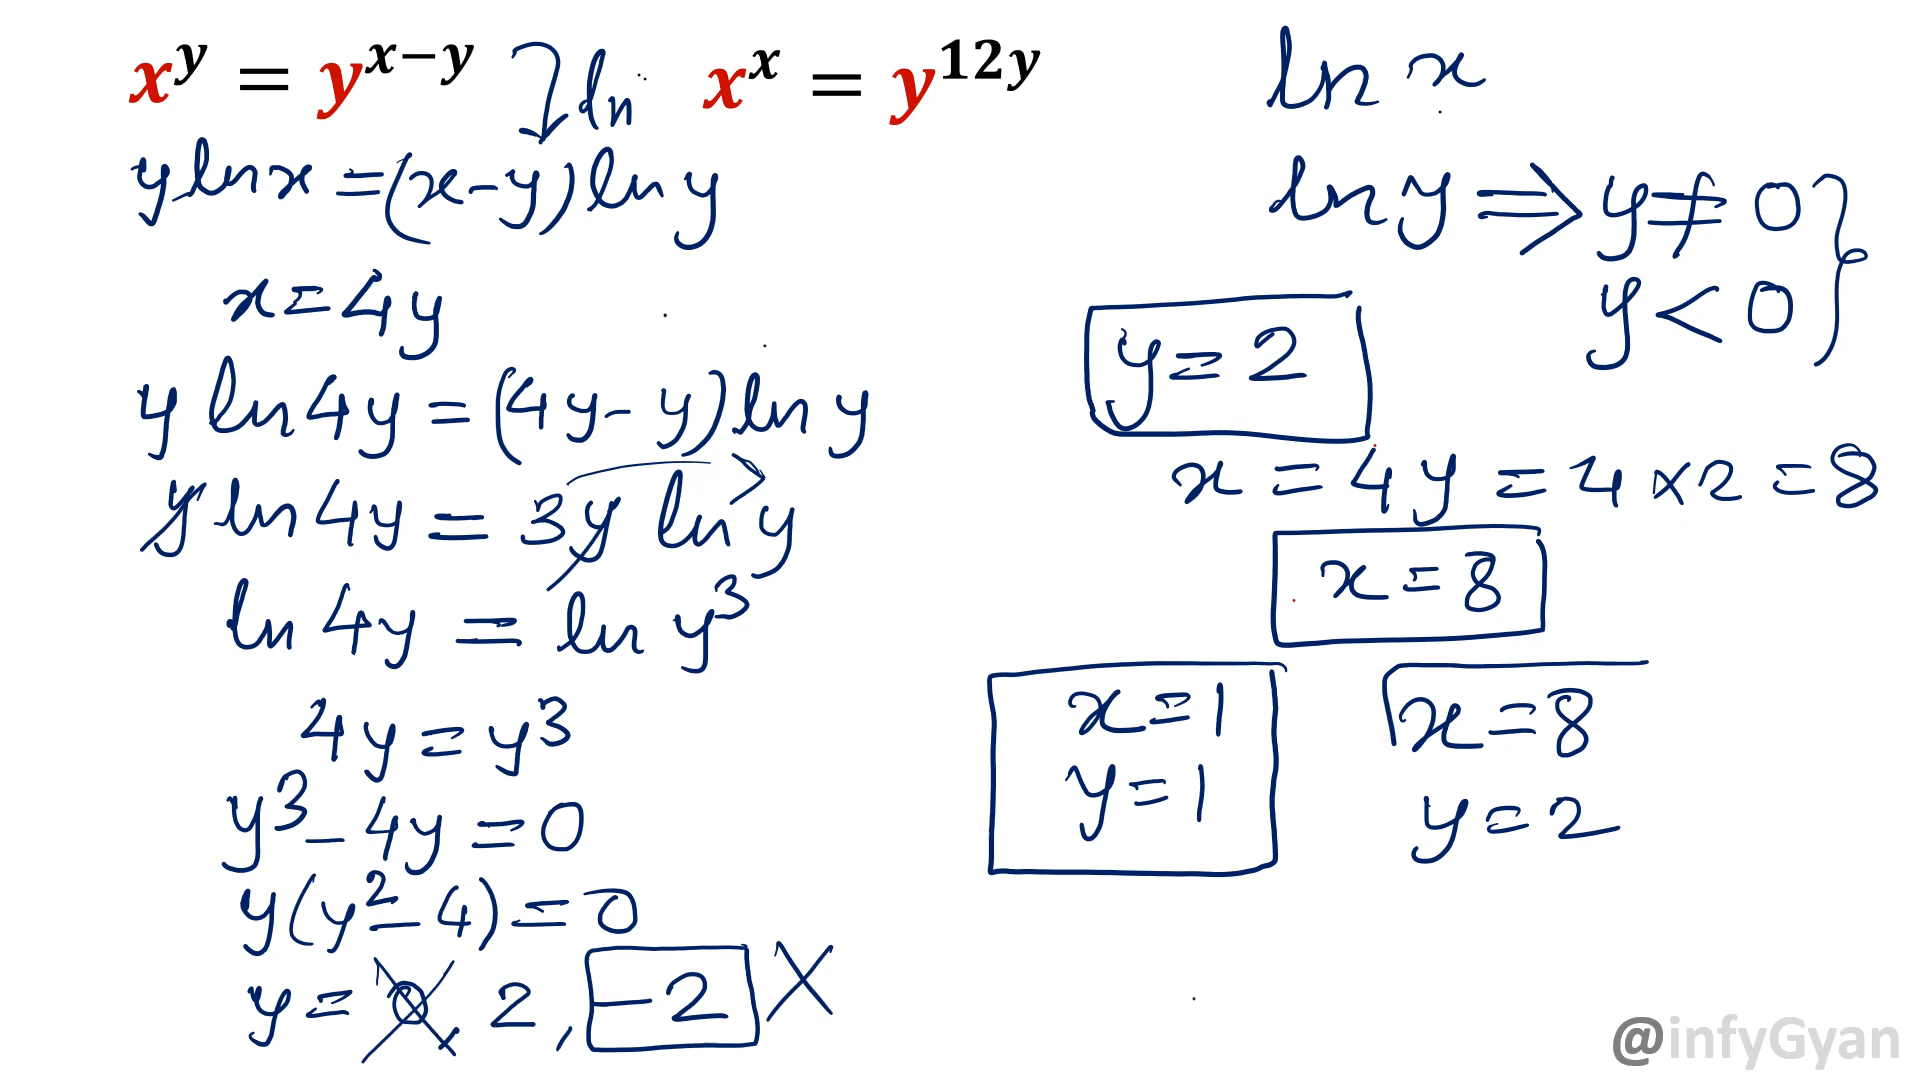 x^y = y^{x-y} ln x^x = y^{12y}
y ln x = (x-y) ln y
x = 4y
y ln 4y = (4y - y) ln y
y ln 4y = 3y ln y
ln 4y = ln y^3
4y = y^3
y^3 - 4y = 0
y(y^2 - 4) = 0
y = 0, 2, -2 ×
ln x
ln y ⇒ y ≠ 0
y < 0
y = 2
x = 4y = 4×2 = 8
x = 8
x = 1
y = 1
x = 8
y = 2
@infyGyan